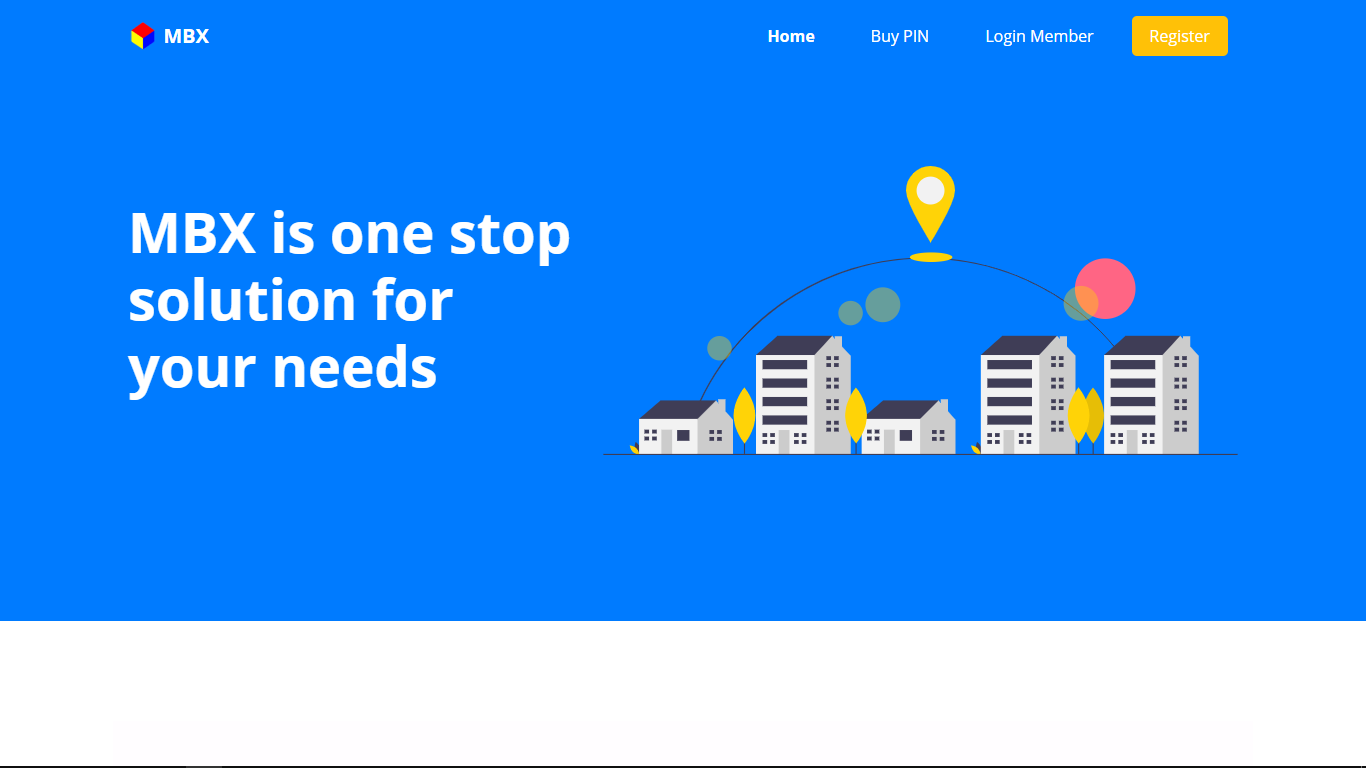 MBX
Home
Buy PIN
Login Member
Register
MBX is one stop
solution for
your needs